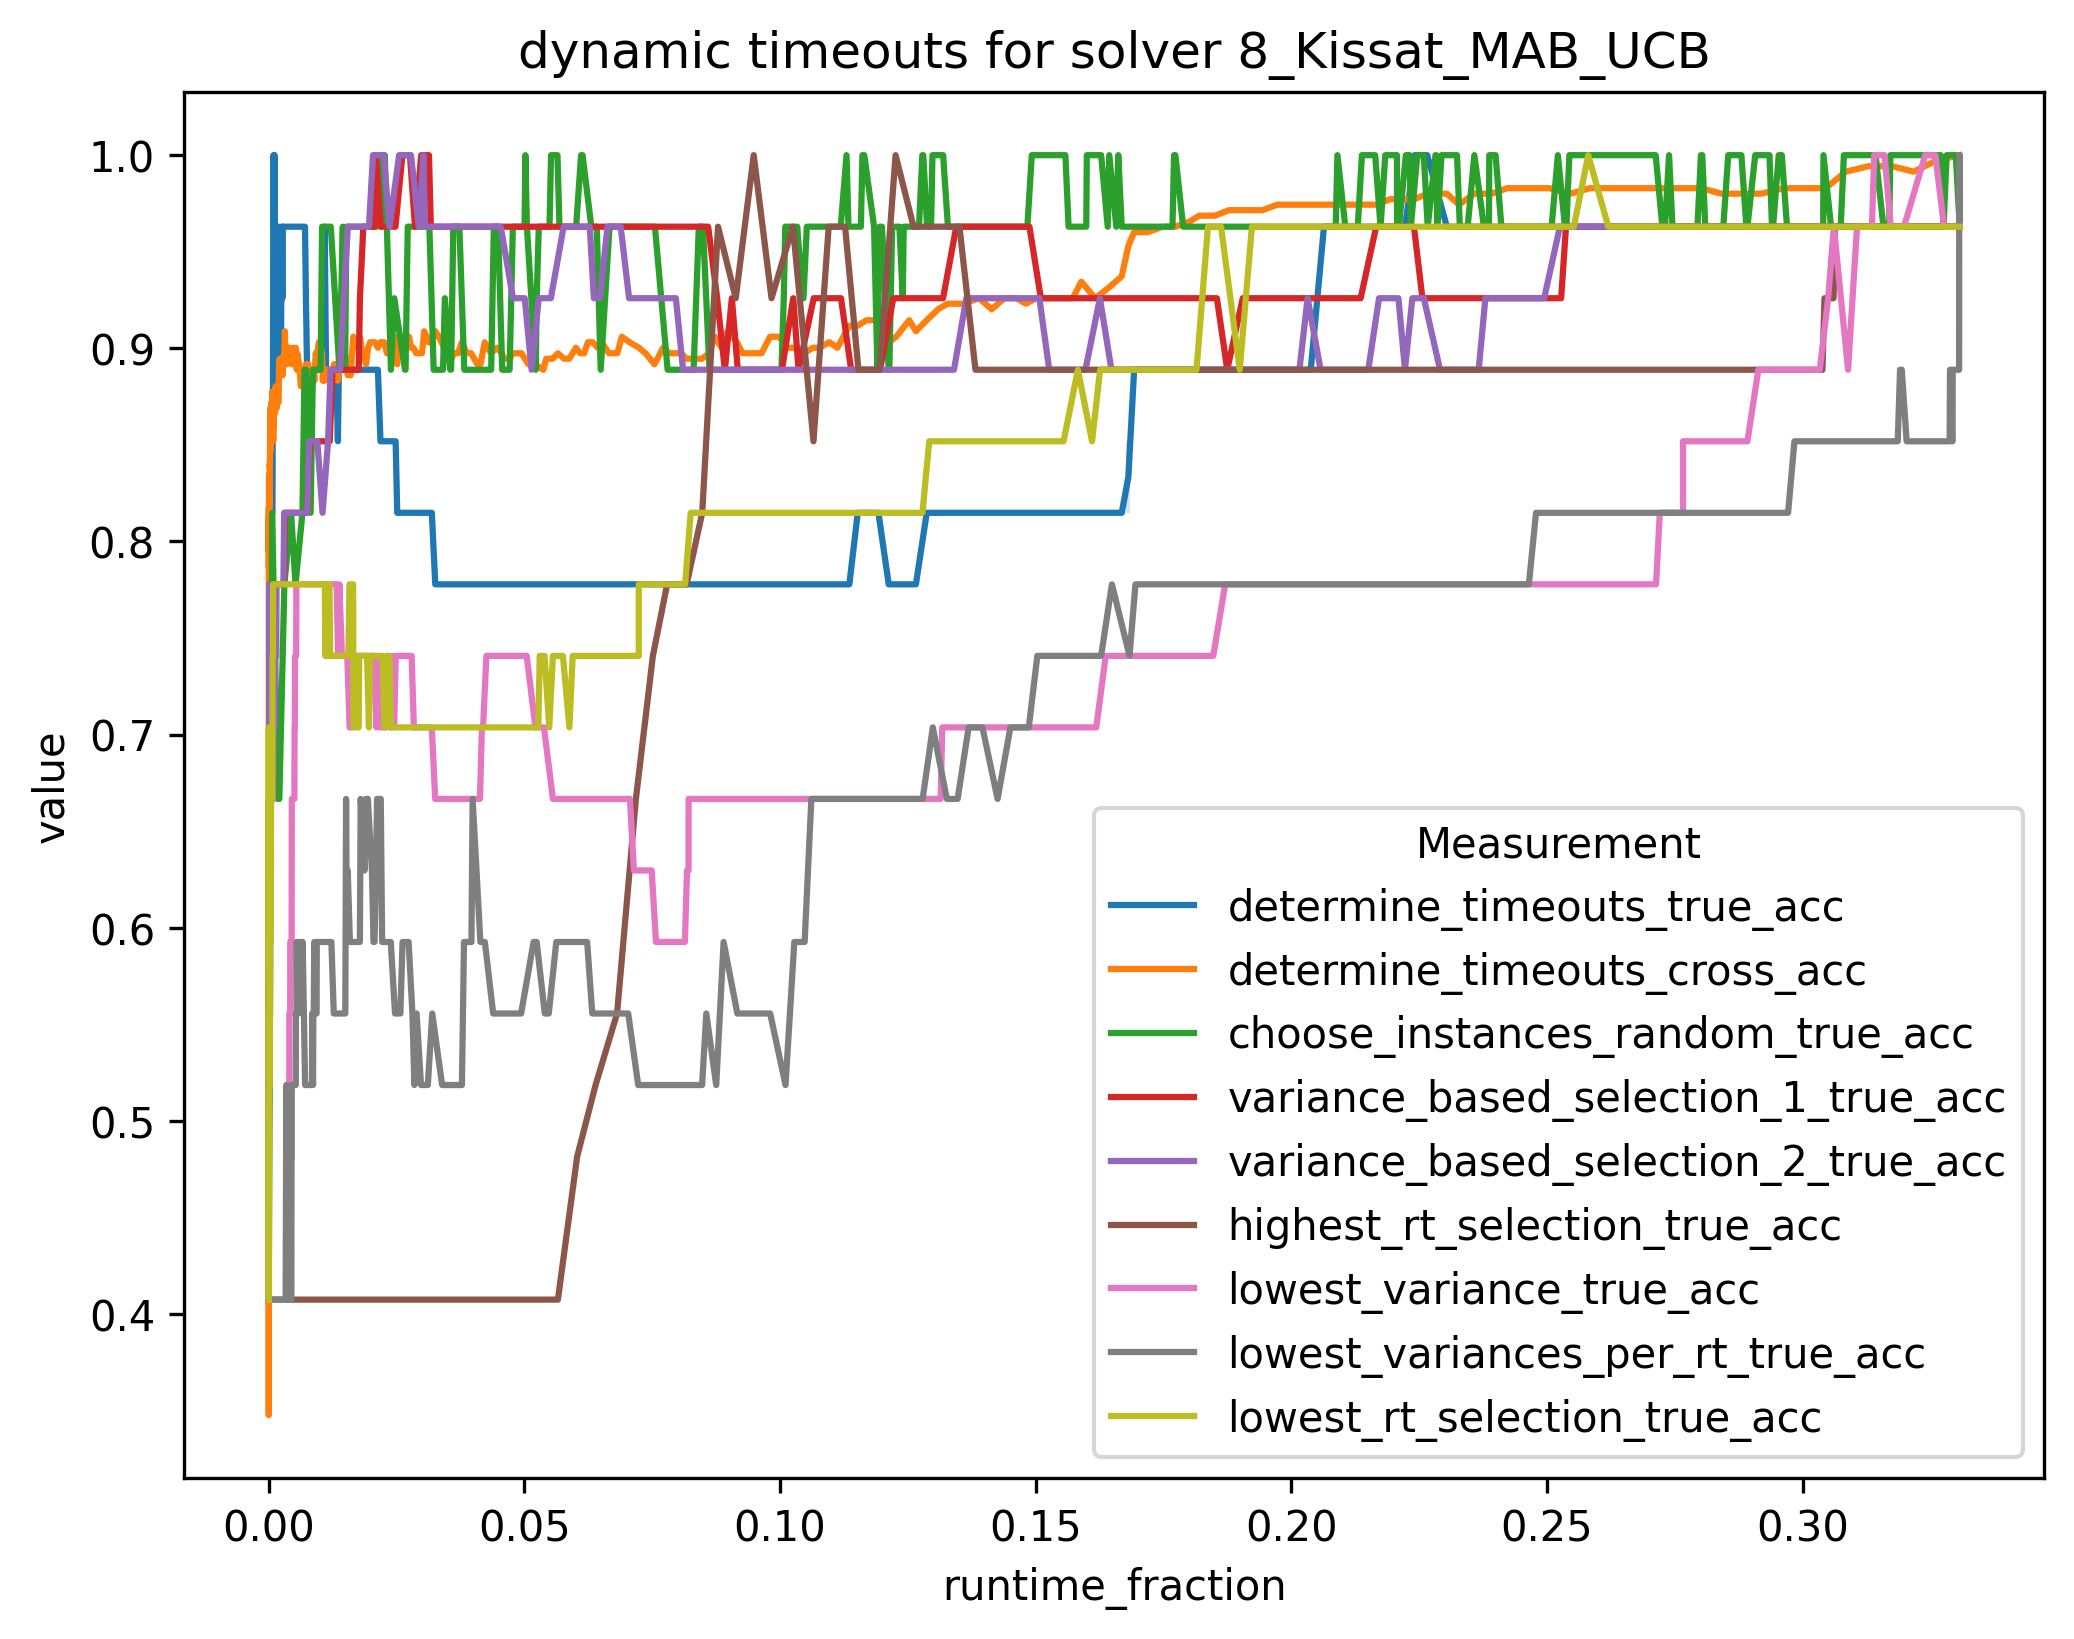 dynamic timeouts for solver 8_Kissat_MAB_UCB
1.0
0.9
0.8
0.7
0.6
0.5
0.4
value
Measurement
determine_timeouts_true_acc
determine_timeouts_cross_acc
choose_instances_random_true_acc
variance_based_selection_1_true_acc
variance_based_selection_2_true_acc
highest_rt_selection_true_acc
lowest_variance_true_acc
lowest_variances_per_rt_true_acc
lowest_rt_selection_true_acc
0.00 0.05 0.10 0.15 0.20 0.25 0.30
runtime_fraction